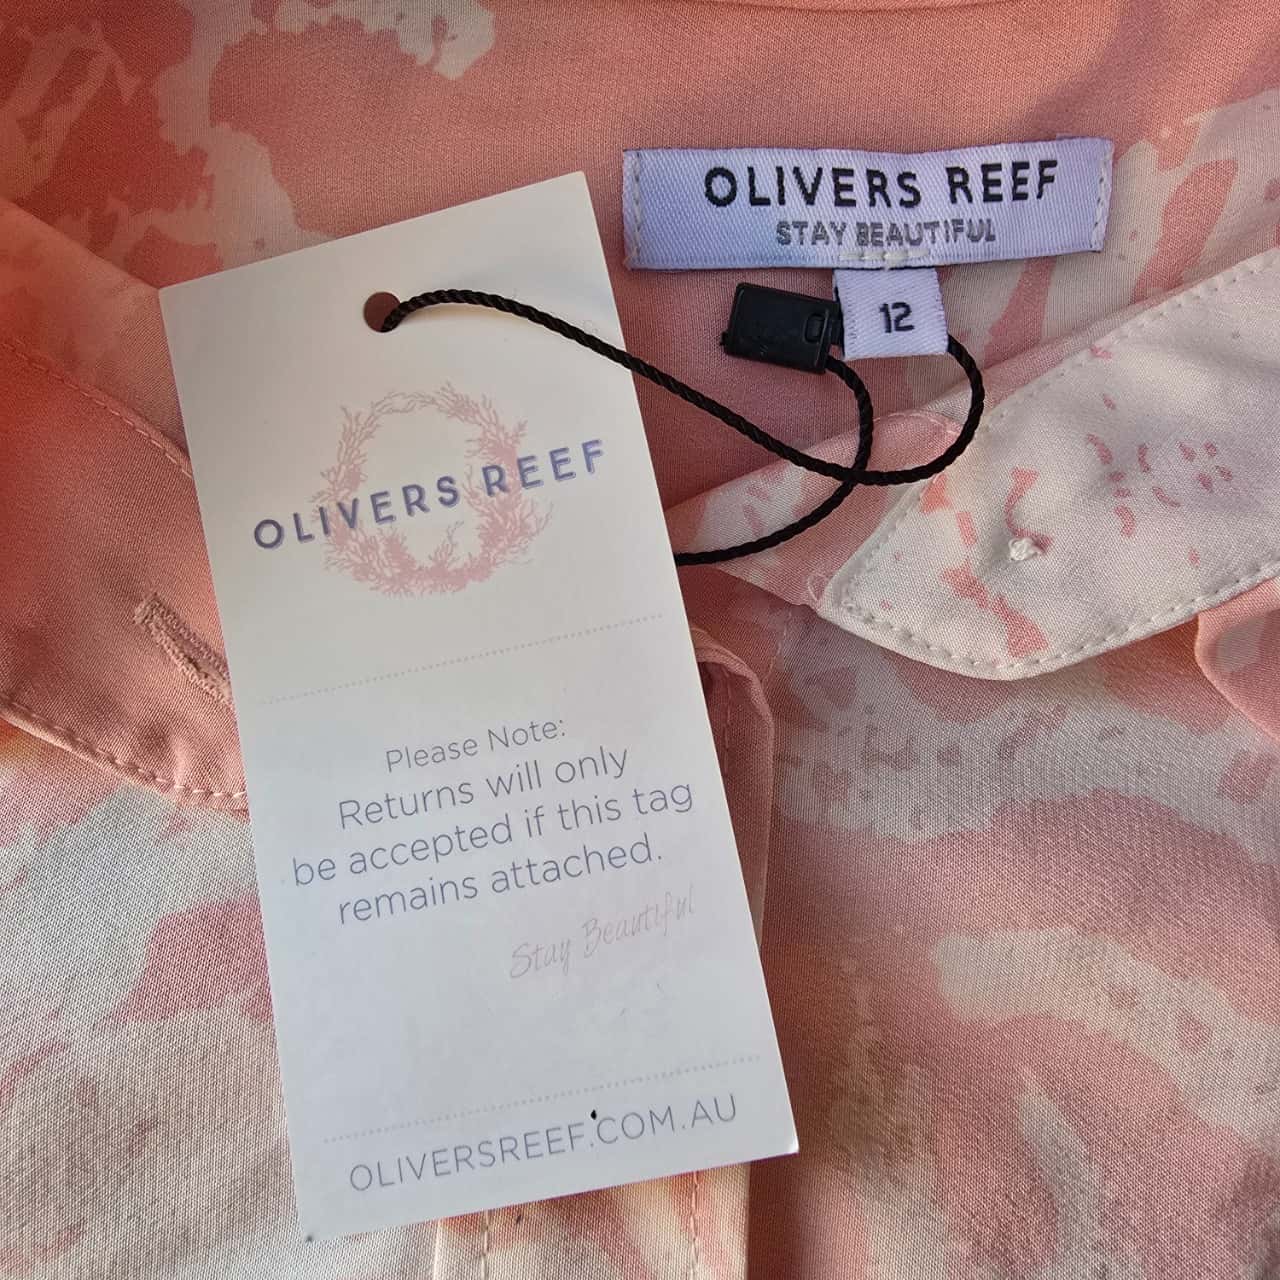 OLIVERS REEF
STAY BEAUTIFUL
12
OLIVERS REEF
Please Note:
Returns will only
be accepted if this tag
remains attached.
Stay Beautiful
OLIVERSREEF.COM.AU